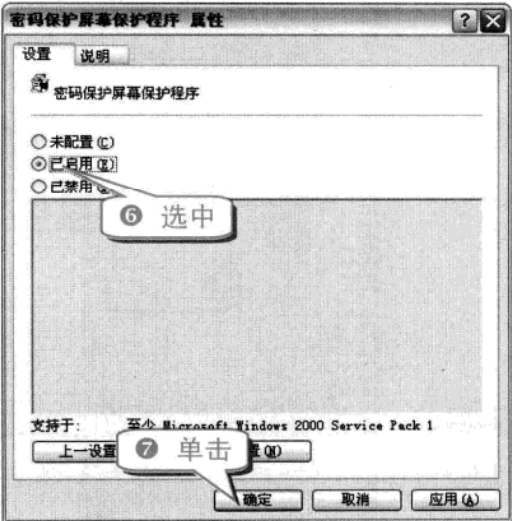 密码保护屏幕保护程序 属性
设置 说明
密码保护屏幕保护程序
未配置(C)
已启用(E)
已禁用
❻ 选中
支持于: 至少 Microsoft Windows 2000 Service Pack 1
上一设置 置(N)
❼ 单击
确定 取消 应用(A)